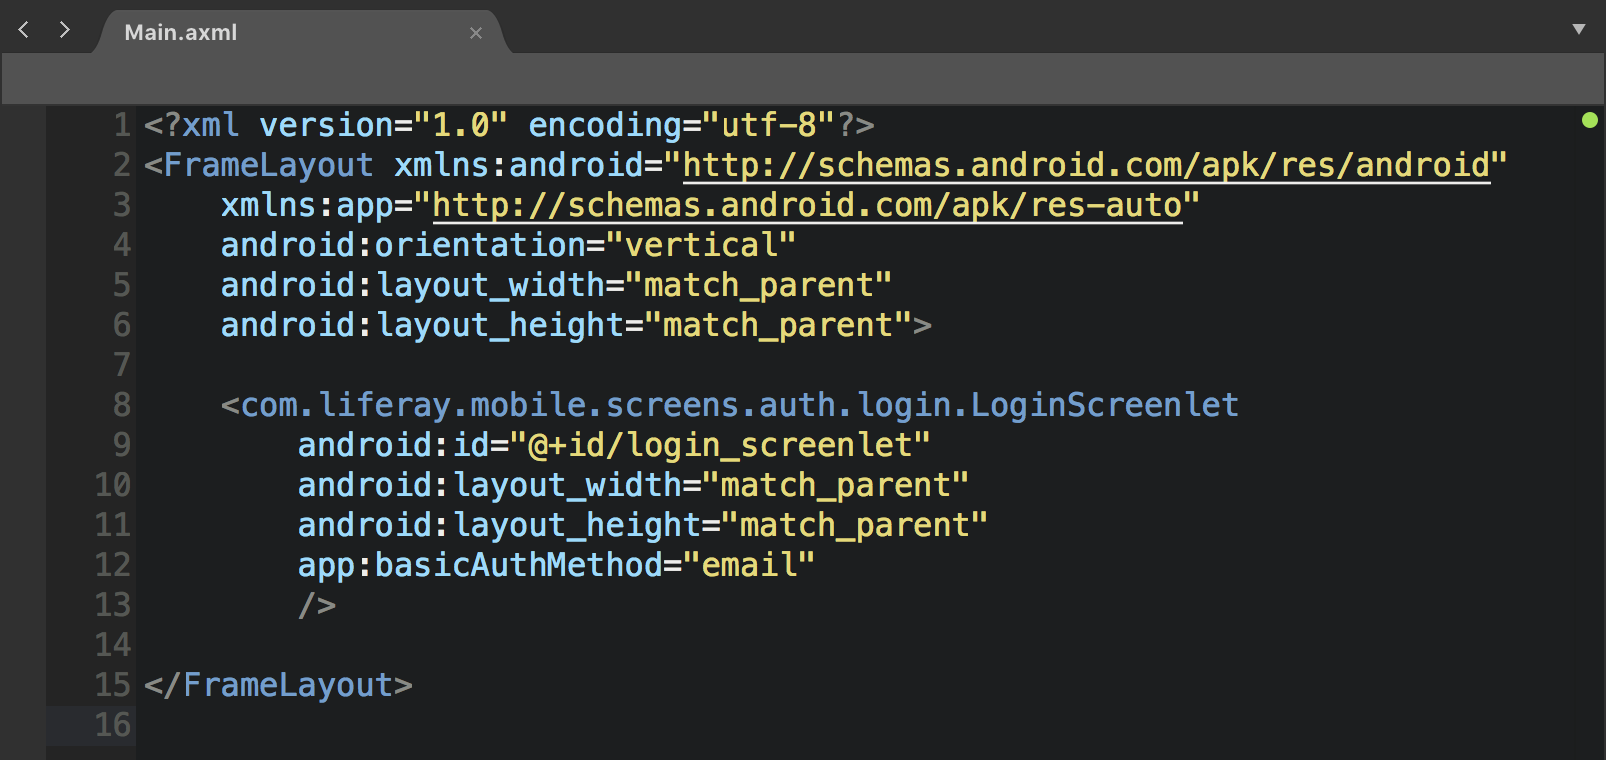 Main.axml
1 <?xml version="1.0" encoding="utf-8"?>
2 <FrameLayout xmlns:android="http://schemas.android.com/apk/res/android"
3     xmlns:app="http://schemas.android.com/apk/res-auto"
4     android:orientation="vertical"
5     android:layout_width="match_parent"
6     android:layout_height="match_parent">
7
8     <com.liferay.mobile.screens.auth.login.LoginScreenlet
9         android:id="@+id/login_screenlet"
10         android:layout_width="match_parent"
11         android:layout_height="match_parent"
12         app:basicAuthMethod="email"
13         />
14
15 </FrameLayout>
16